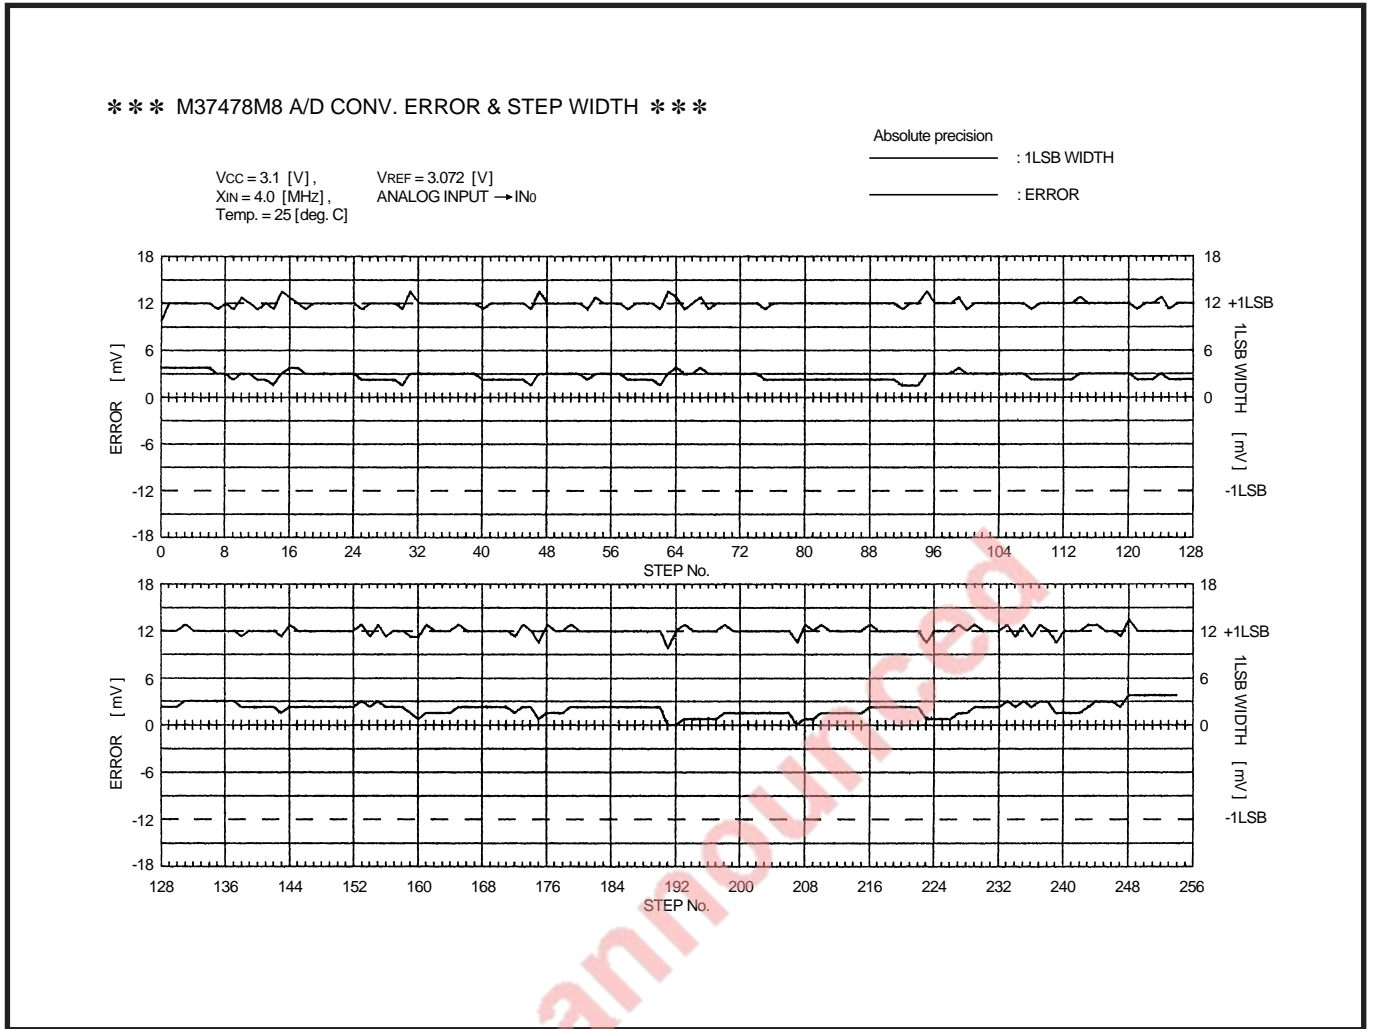 *** M37478M8 A/D CONV. ERROR & STEP WIDTH ***
Absolute precision
: 1LSB WIDTH
: ERROR
VCC = 3.1 [V] , VREF = 3.072 [V]
XIN = 4.0 [MHZ] , ANALOG INPUT → IN0
Temp. = 25 [deg. C]
18 18
12 12 +1LSB
6 6
0 0
-6
-12 -1LSB
-18
ERROR [mV]
1LSB WIDTH [mV]
0 8 16 24 32 40 48 56 64 72 80 88 96 104 112 120 128
STEP No.
18 18
12 12 +1LSB
6 6
0 0
-6
-12 -1LSB
-18
ERROR [mV]
1LSB WIDTH [mV]
128 136 144 152 160 168 176 184 192 200 208 216 224 232 240 248 256
STEP No.
announced